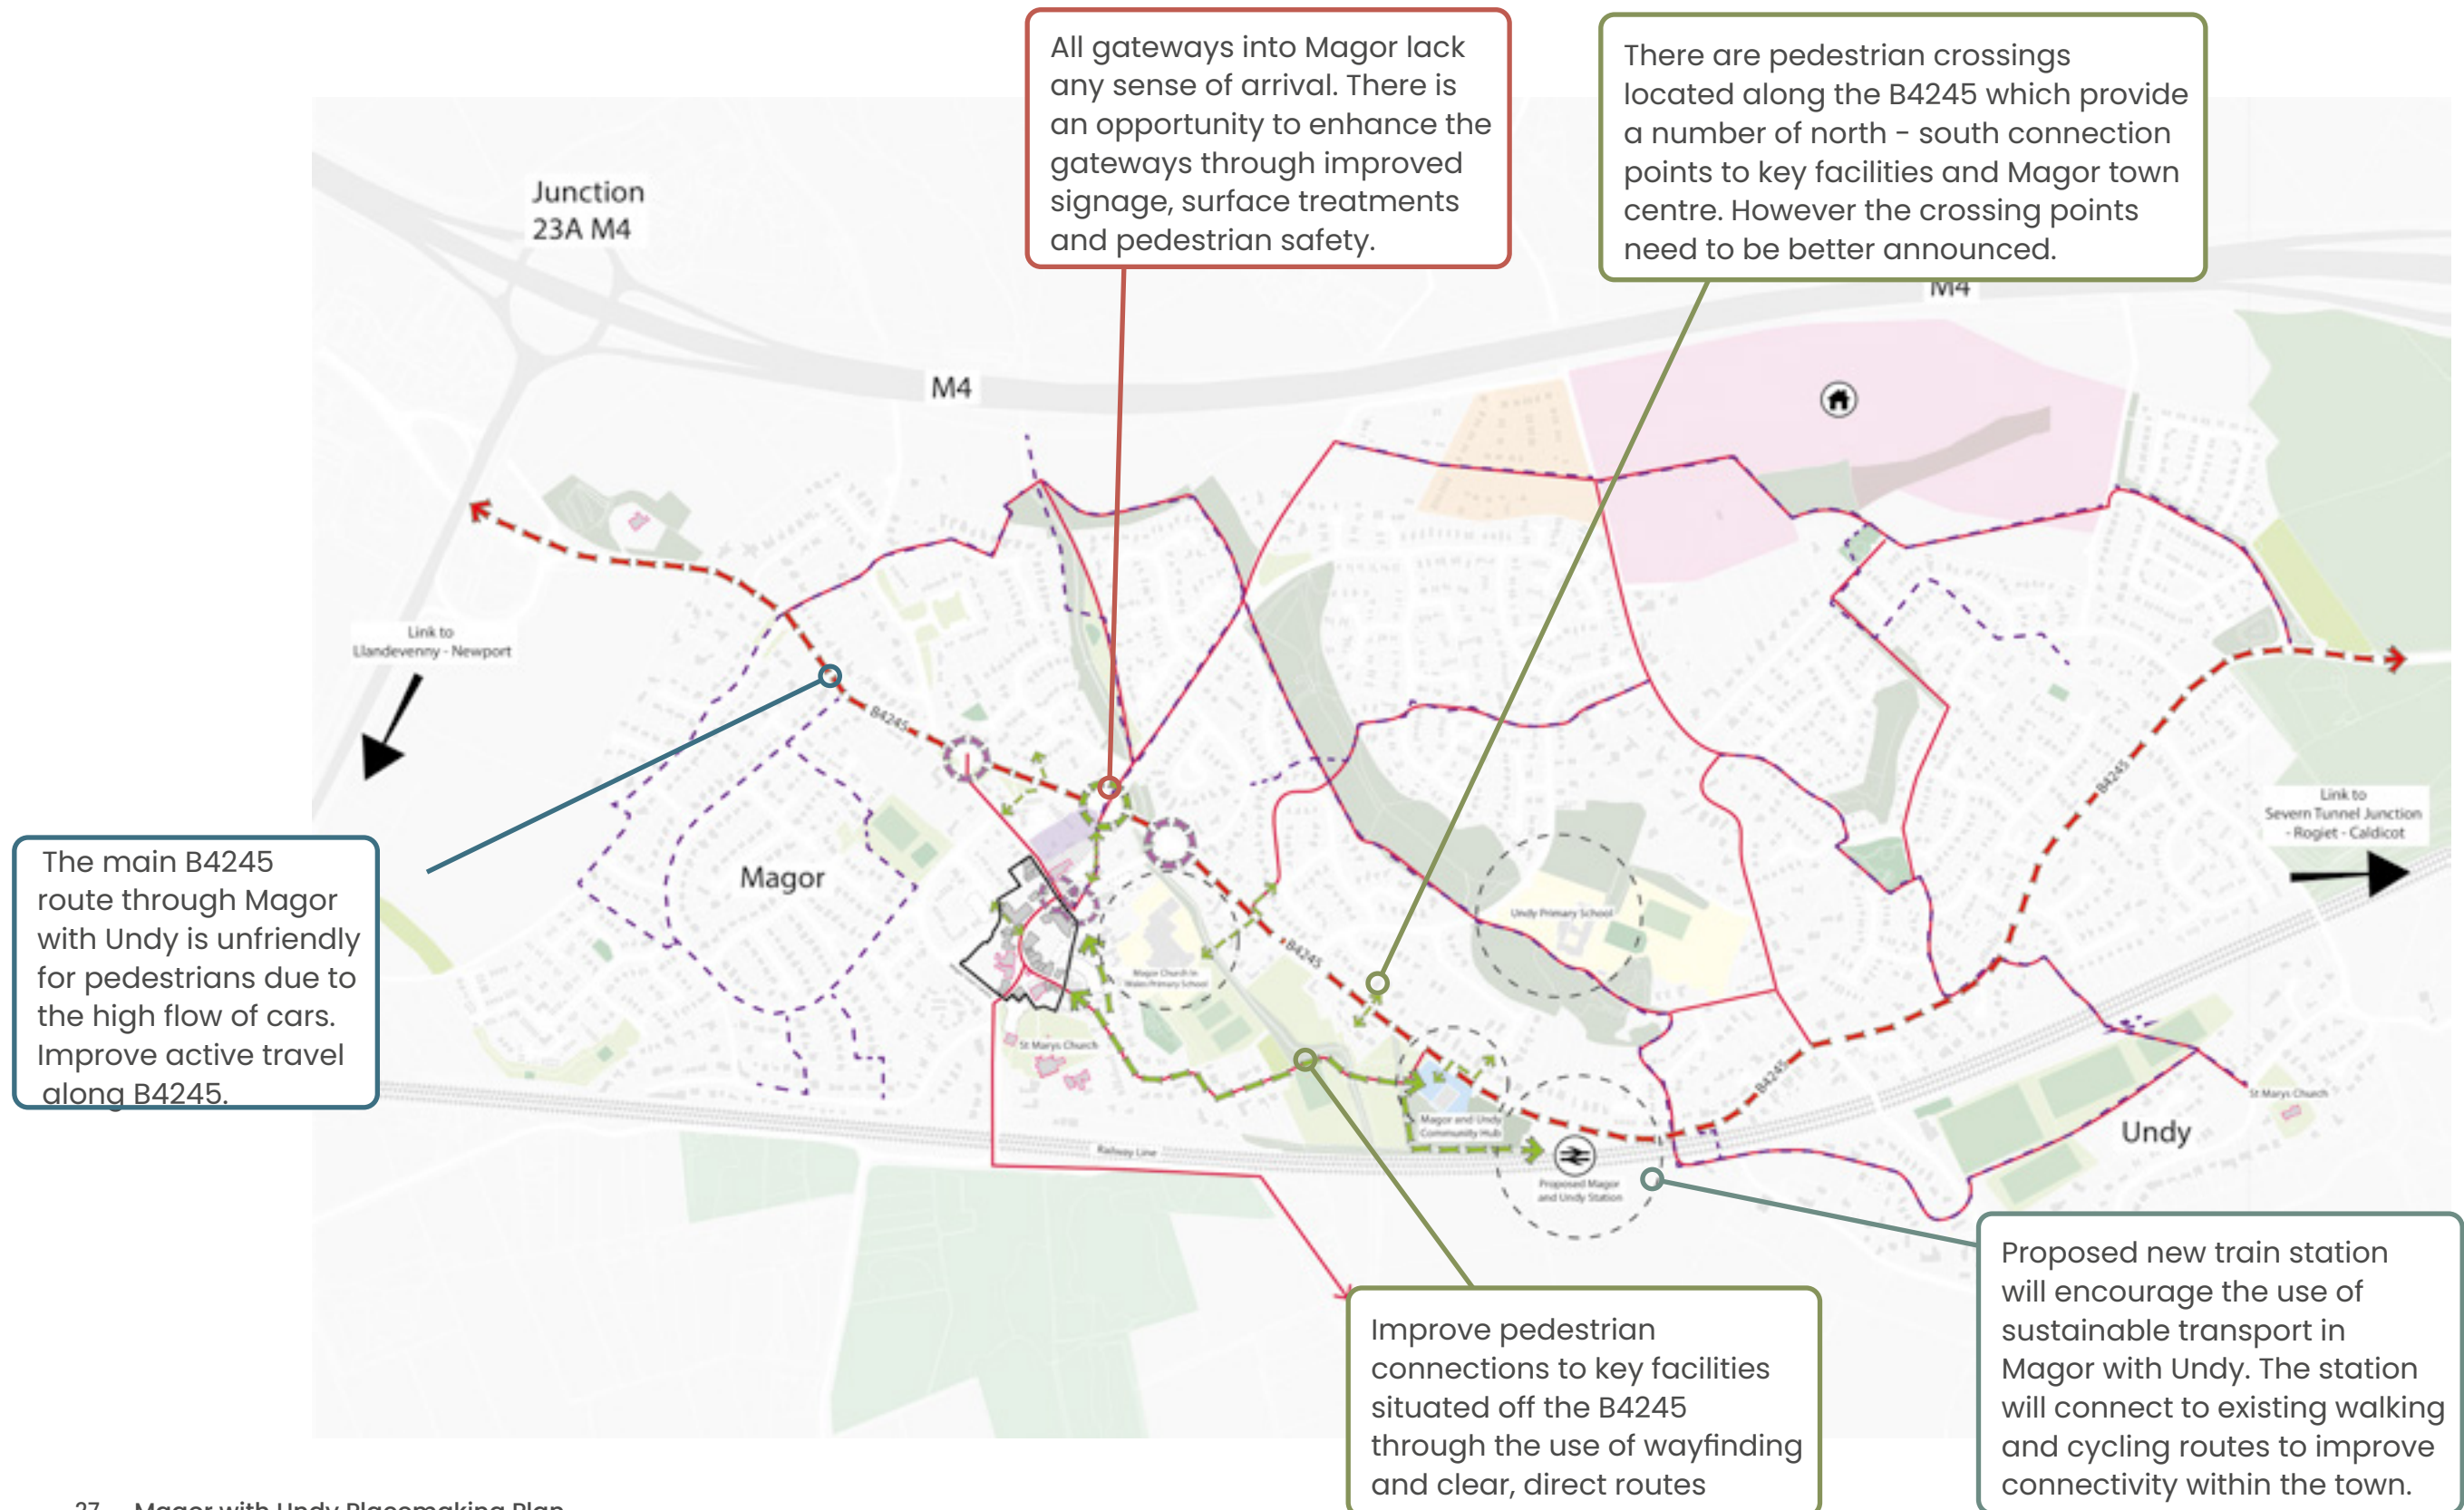 All gateways into Magor lack
any sense of arrival. There is
an opportunity to enhance the
gateways through improved
signage, surface treatments
and pedestrian safety.
There are pedestrian crossings
located along the B4245 which provide
a number of north - south connection
points to key facilities and Magor town
centre. However the crossing points
need to be better announced.
Junction
23A M4
M4
M4
Link to
Llandevenny - Newport
B4245
B4245
Link to
Severn Tunnel Junction
- Rogiet - Caldicot
The main B4245
route through Magor
with Undy is unfriendly
for pedestrians due to
the high flow of cars.
Improve active travel
along B4245.
Magor
Undy Primary School
B4245
Magor Church in
Wales Primary School
St Marys Church
B4245
St Marys Church
Magor and Undy
Community Hub
Undy
Railway Line
Proposed Magor
and Undy Station
Improve pedestrian
connections to key facilities
situated off the B4245
through the use of wayfinding
and clear, direct routes
Proposed new train station
will encourage the use of
sustainable transport in
Magor with Undy. The station
will connect to existing walking
and cycling routes to improve
connectivity within the town.
27 Magor with Undy Placemaking Plan